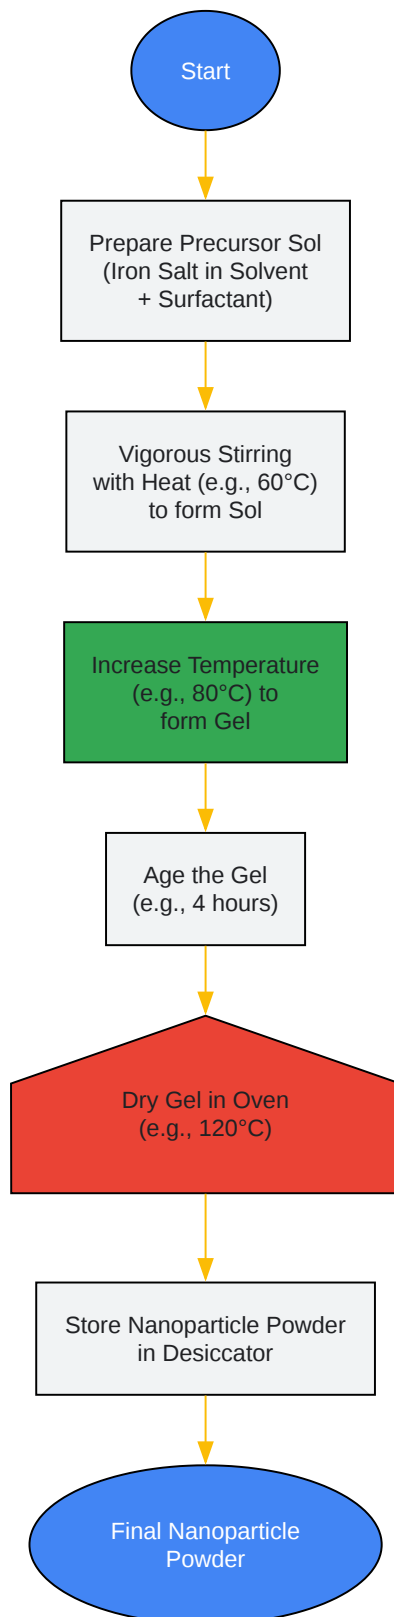 Start
Prepare Precursor Sol
(Iron Salt in Solvent
+ Surfactant)
Vigorous Stirring
with Heat (e.g., 60°C)
to form Sol
Increase Temperature
(e.g., 80°C) to
form Gel
Age the Gel
(e.g., 4 hours)
Dry Gel in Oven
(e.g., 120°C)
Store Nanoparticle Powder
in Desiccator
Final Nanoparticle
Powder